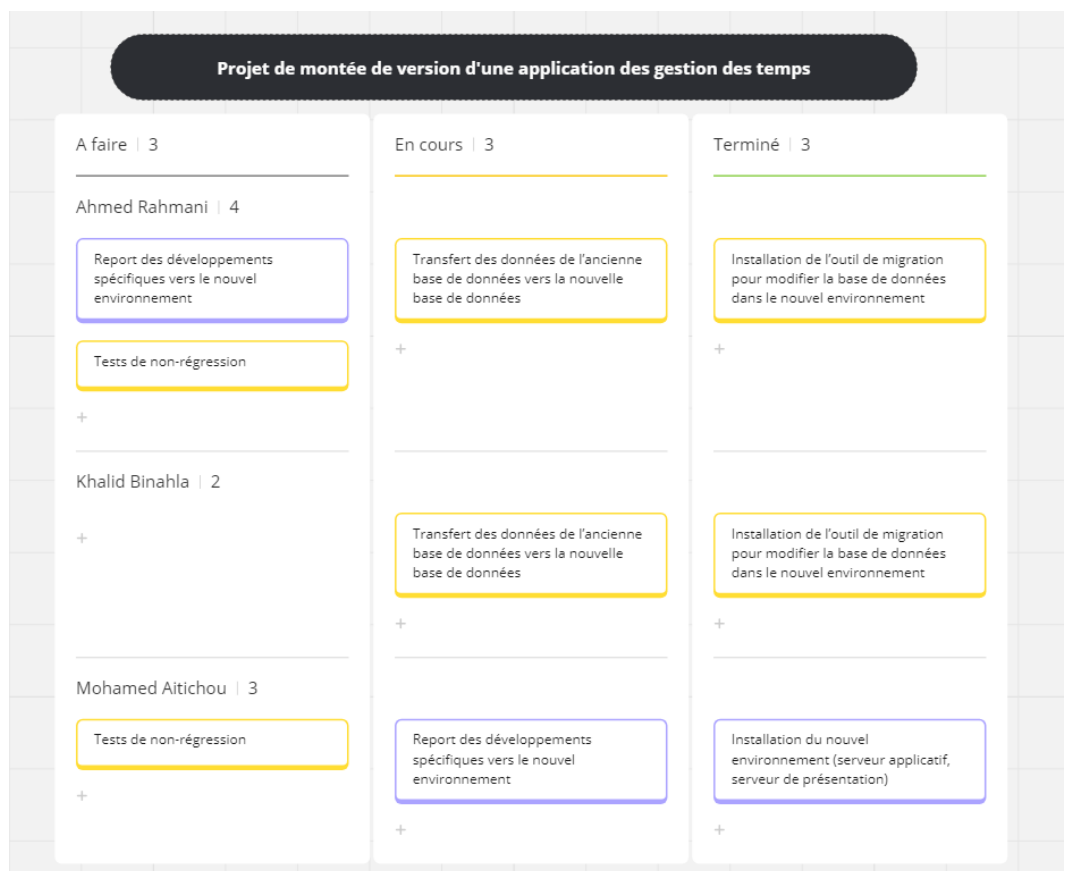 Projet de montée de version d'une application des gestion des temps
A faire | 3
En cours | 3
Terminé | 3
Ahmed Rahmani | 4
Report des développements
spécifiques vers le nouvel
environnement
Transfert des données de l'ancienne
base de données vers la nouvelle
base de données
Installation de l'outil de migration
pour modifier la base de données
dans le nouvel environnement
Tests de non-régression
+
+
+
Khalid Binahla | 2
+
Transfert des données de l'ancienne
base de données vers la nouvelle
base de données
Installation de l'outil de migration
pour modifier la base de données
dans le nouvel environnement
+
+
Mohamed Aitichou | 3
Tests de non-régression
+
Report des développements
spécifiques vers le nouvel
environnement
Installation du nouvel
environnement (serveur applicatif,
serveur de présentation)
+
+